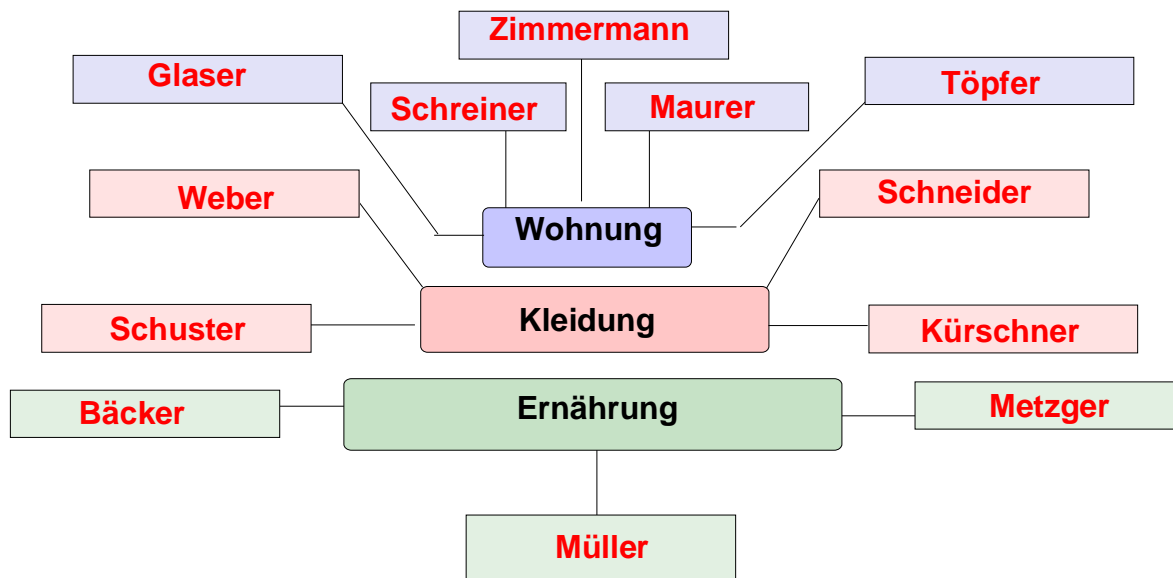 Zimmermann
Glaser
Töpfer
Schreiner
Maurer
Weber
Schneider
Wohnung
Schuster
Kleidung
Kürschner
Bäcker
Ernährung
Metzger
Müller